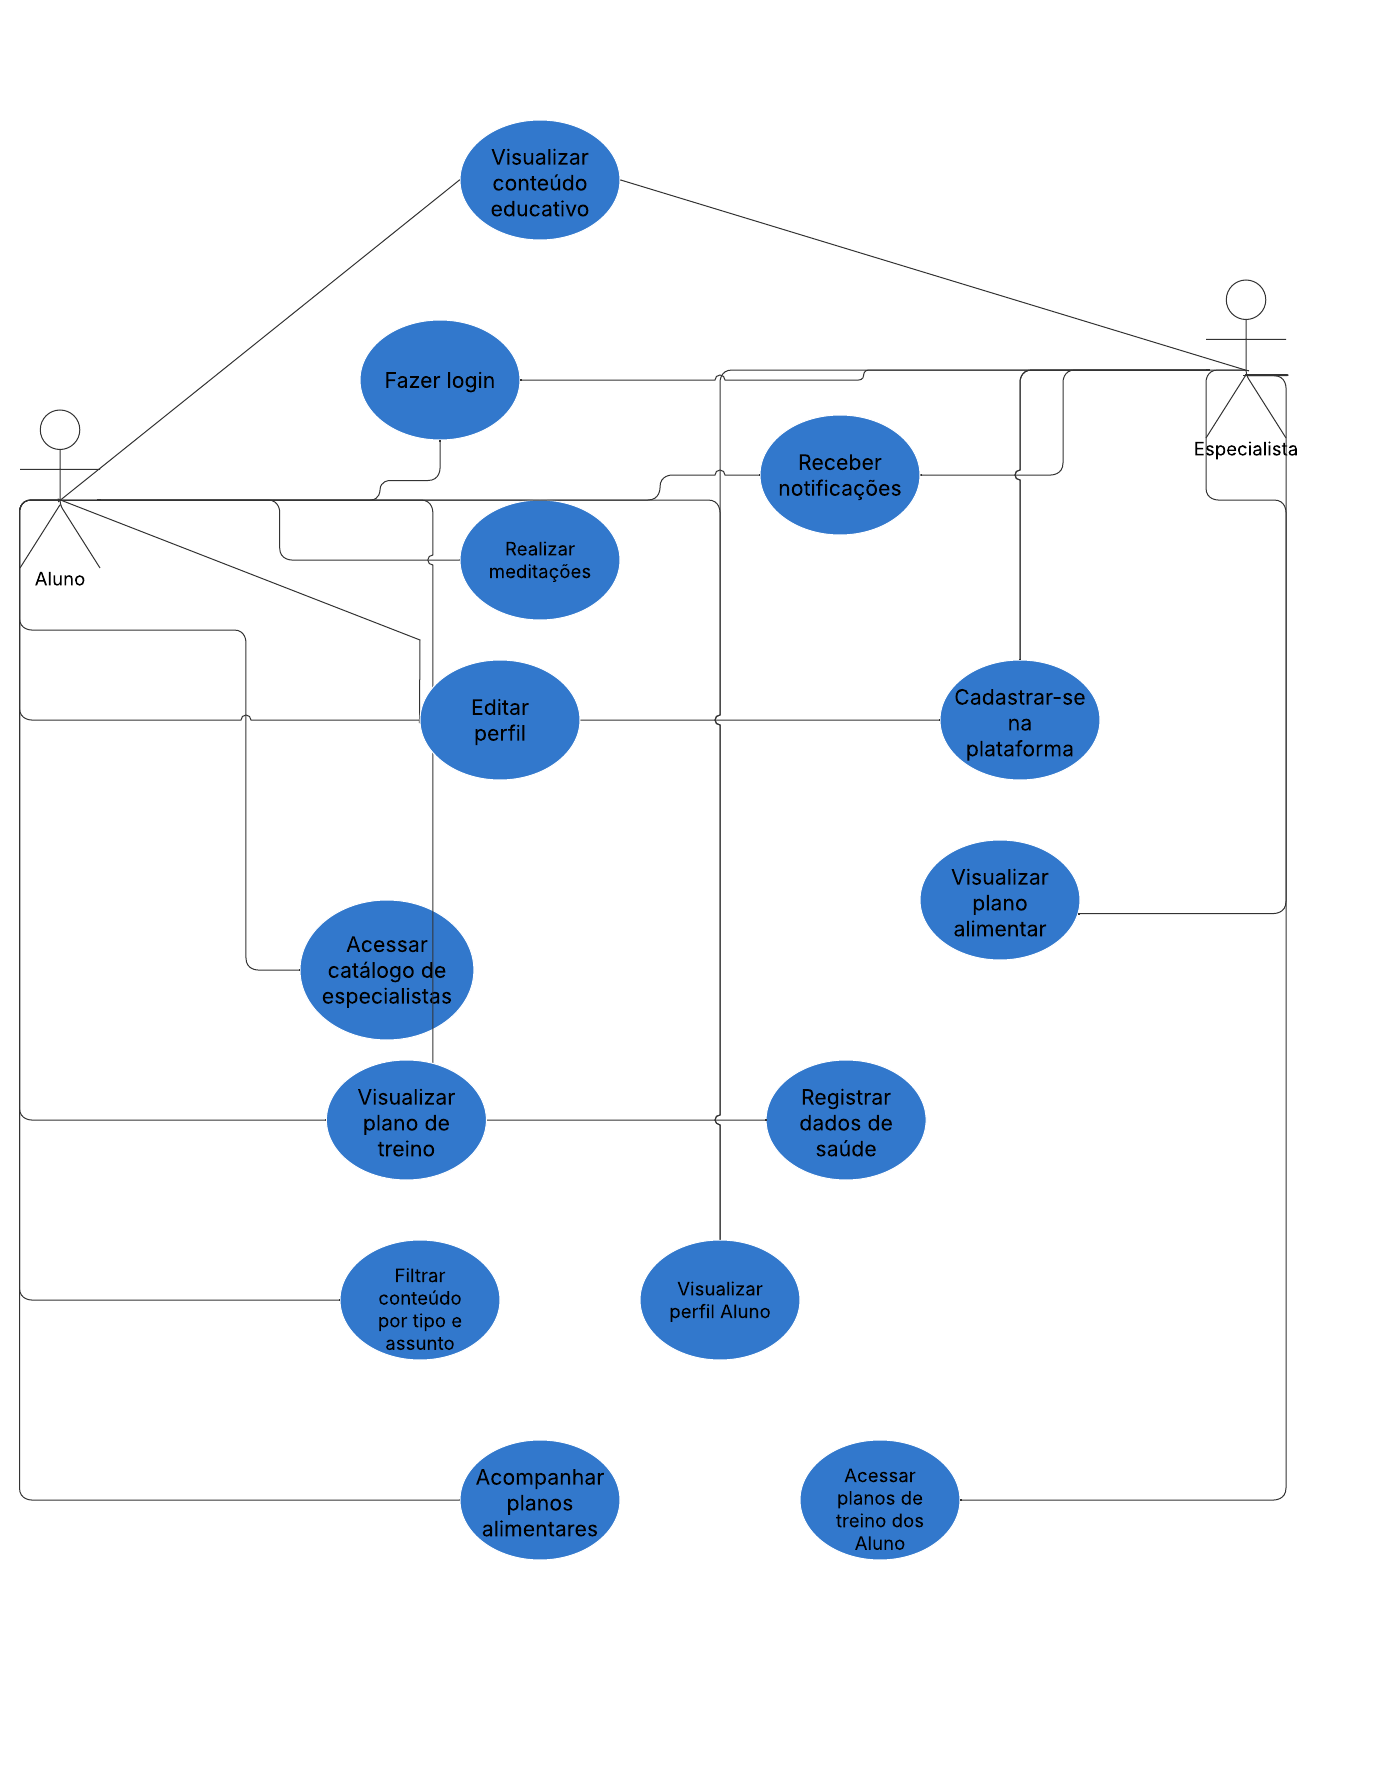 Visualizar
conteúdo
educativo
Fazer login
Especialista
Receber
notificações
Realizar
meditações
Aluno
Editar
perfil
Cadastrar-se
na
plataforma
Visualizar
plano
alimentar
Acessar
catálogo de
especialistas
Visualizar
plano de
treino
Registrar
dados de
saúde
Filtrar
conteúdo
por tipo e
assunto
Visualizar
perfil Aluno
Acompanhar
planos
alimentares
Acessar
planos de
treino dos
Aluno